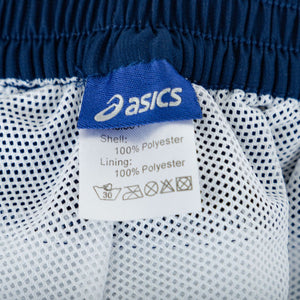 asics
Shell:
100% Polyester
Lining:
100% Polyester
30